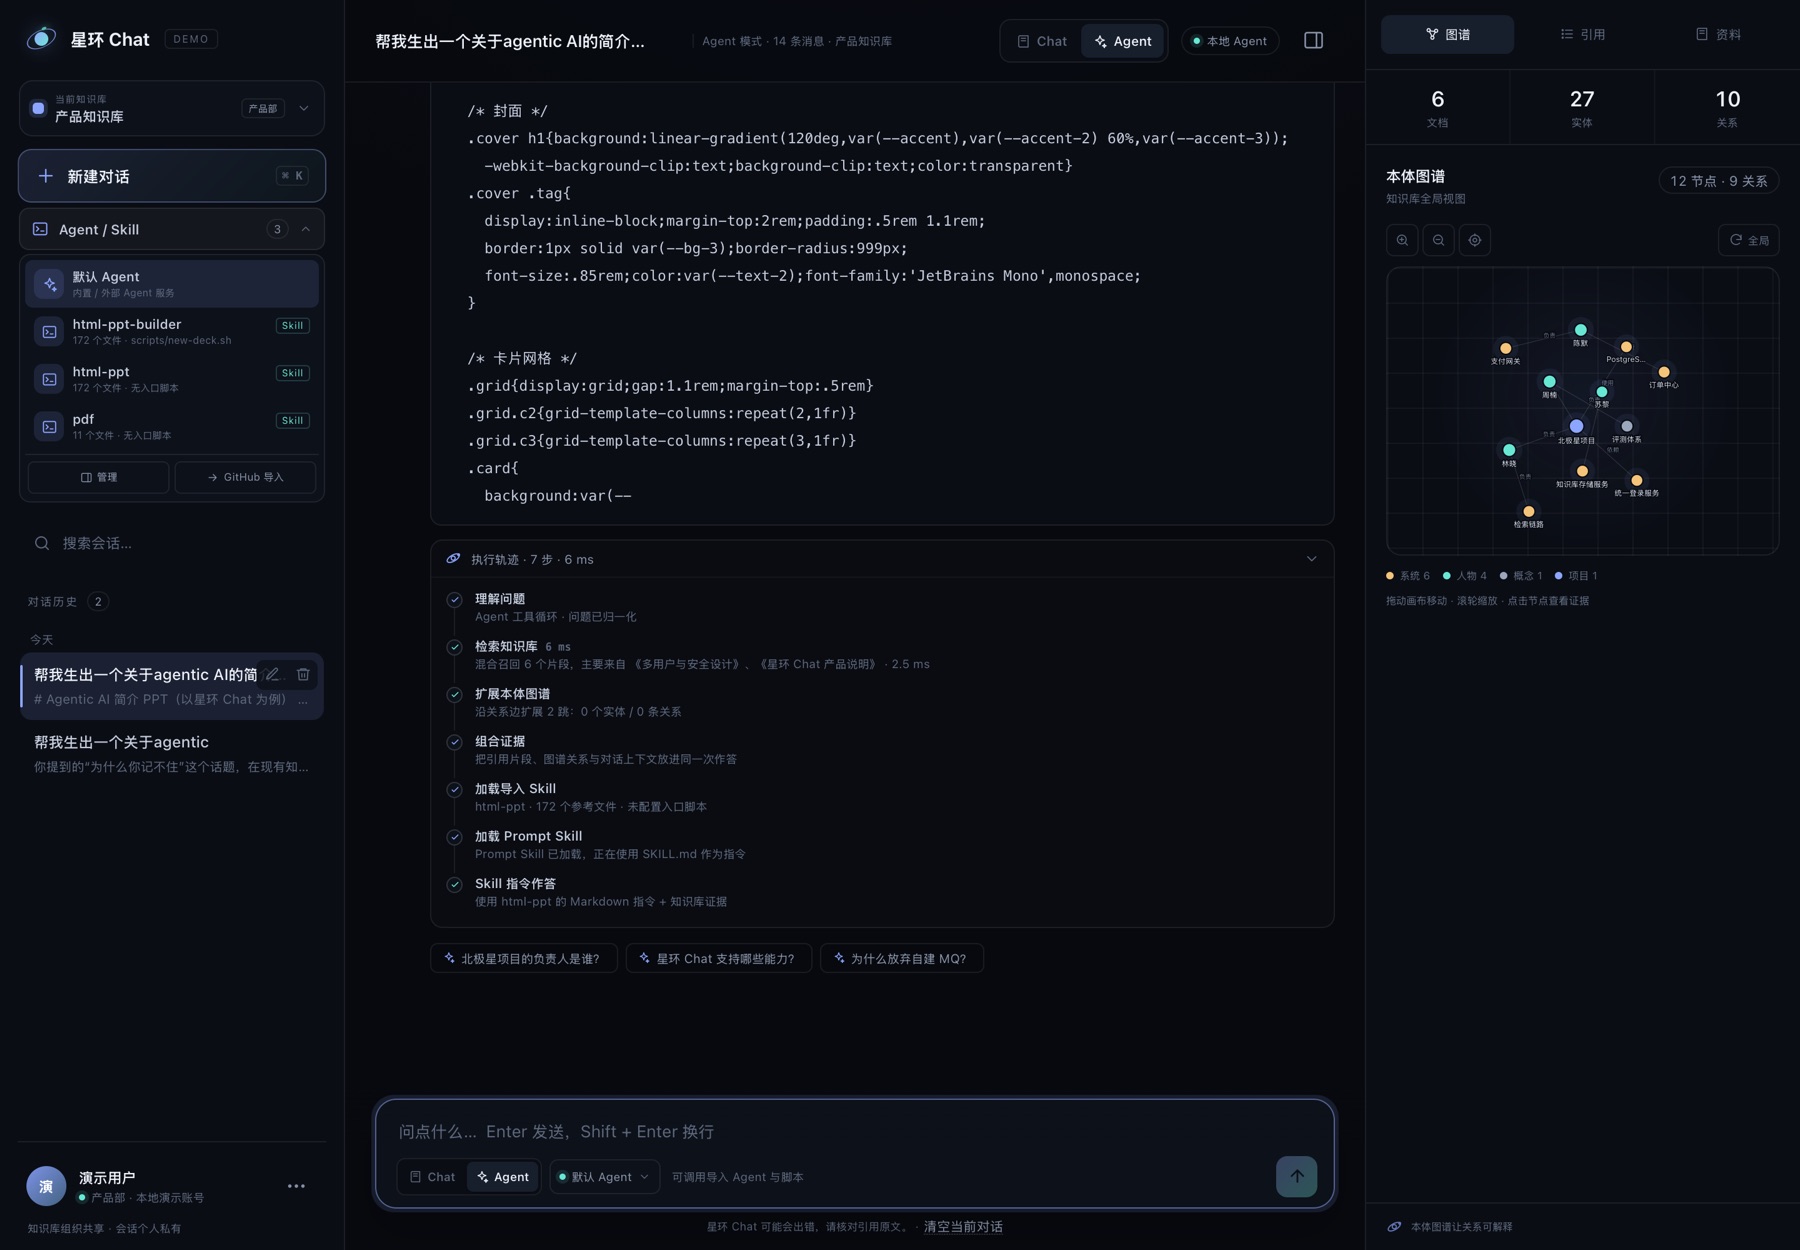 星环 Chat
DEMO
当前知识库
产品知识库
产品部
新建对话
⌘ K
Agent / Skill
3
默认 Agent
内置 / 外部 Agent 服务
html-ppt-builder
172 个文件 · scripts/new-deck.sh
Skill
html-ppt
172 个文件 · 无入口脚本
Skill
pdf
11 个文件 · 无入口脚本
Skill
管理
GitHub 导入
搜索会话...
对话历史
2
今天
帮我生出一个关于agentic AI的简
# Agentic AI 简介 PPT（以星环 Chat 为例） ...
帮我生出一个关于agentic
你提到的“为什么你记不住”这个话题，在现有知...
演
演示用户
产品部 · 本地演示账号
知识库组织共享 · 会话个人私有
帮我生出一个关于agentic AI的简介...
Agent 模式 · 14 条消息 · 产品知识库
Chat
Agent
本地 Agent
/* 封面 */
.cover h1{background:linear-gradient(120deg,var(--accent),var(--accent-2) 60%,var(--accent-3));
-webkit-background-clip:text;background-clip:text;color:transparent}
.cover .tag{
display:inline-block;margin-top:2rem;padding:.5rem 1.1rem;
border:1px solid var(--bg-3);border-radius:999px;
font-size:.85rem;color:var(--text-2);font-family:'JetBrains Mono',monospace;
}
/* 卡片网格 */
.grid{display:grid;gap:1.1rem;margin-top:.5rem}
.grid.c2{grid-template-columns:repeat(2,1fr)}
.grid.c3{grid-template-columns:repeat(3,1fr)}
.card{
background:var(--
执行轨迹 · 7 步 · 6 ms
理解问题
Agent 工具循环 · 问题已归一化
检索知识库 6 ms
混合召回 6 个片段，主要来自 《多用户与安全设计》、《星环 Chat 产品说明》 · 2.5 ms
扩展本体图谱
沿关系边扩展 2 跳：0 个实体 / 0 条关系
组合证据
把引用片段、图谱关系与对话上下文放进同一次作答
加载导入 Skill
html-ppt · 172 个参考文件 · 未配置入口脚本
加载 Prompt Skill
Prompt Skill 已加载，正在使用 SKILL.md 作为指令
Skill 指令作答
使用 html-ppt 的 Markdown 指令 + 知识库证据
北极星项目的负责人是谁？
星环 Chat 支持哪些能力？
为什么放弃自建 MQ？
问点什么... Enter 发送，Shift + Enter 换行
Chat
Agent
默认 Agent
可调用导入 Agent 与脚本
星环 Chat 可能会出错，请核对引用原文。 · 清空当前对话
图谱
引用
资料
6
文档
27
实体
10
关系
本体图谱
知识库全局视图
12 节点 · 9 关系
全局
负责
陈默
支付网关
PostgreS...
订单中心
周楠
使用
苏黎
负责
北极星项目
评测体系
依赖
林晓
负责
知识库存储服务
统一登录服务
检索链路
系统 6
人物 4
概念 1
项目 1
拖动画布移动 · 滚轮缩放 · 点击节点查看证据
本体图谱让关系可解释